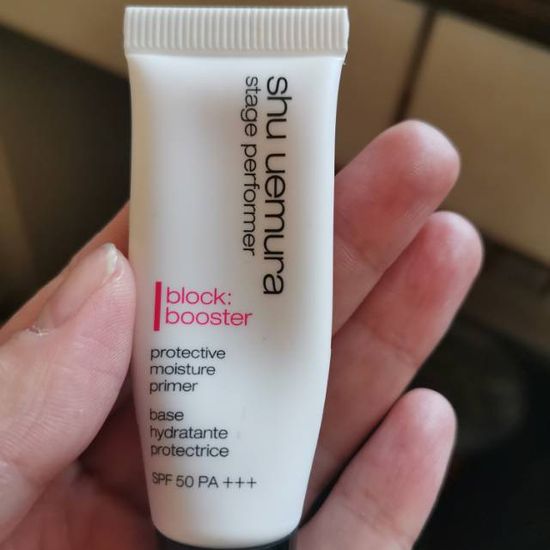 shu uemura
stage performer
block:
booster
protective
moisture
primer
base
hydratante
protectrice
SPF 50 PA +++